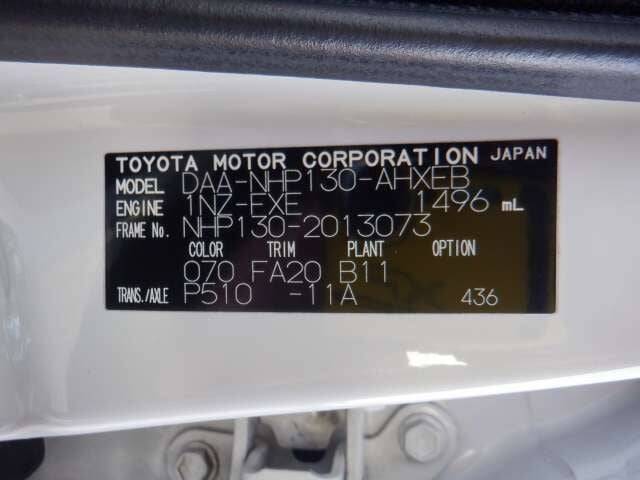 TOYOTA MOTOR CORPORATION JAPAN
MODEL DAA-NHP130-AHXEB
ENGINE 1NZ-EXE 1496 mL
FRAME No. NHP130-2013073
COLOR TRIM PLANT OPTION
070 FA20 B11
TRANS./AXLE P510 -11A 436